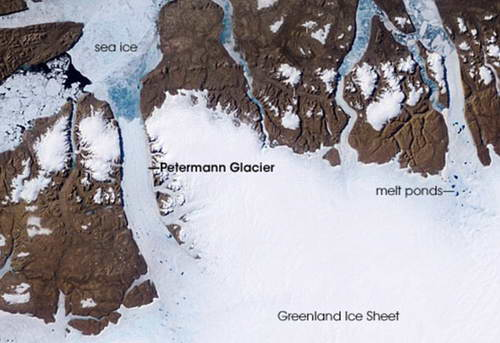 sea ice
Petermann Glacier
melt ponds
Greenland Ice Sheet